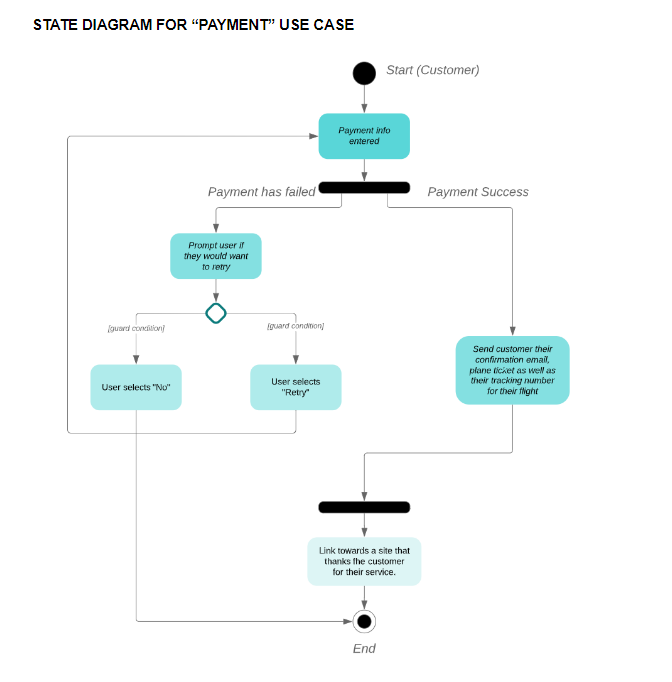 STATE DIAGRAM FOR “PAYMENT” USE CASE
Start (Customer)
Payment info
entered
Payment has failed
Payment Success
Prompt user if
they would want
to retry
[guard condition]
[guard condition]
User selects "No"
User selects
"Retry"
Send customer their
confirmation email,
plane ticket as well as
their tracking number
for their flight
Link towards a site that
thanks the customer
for their service.
End